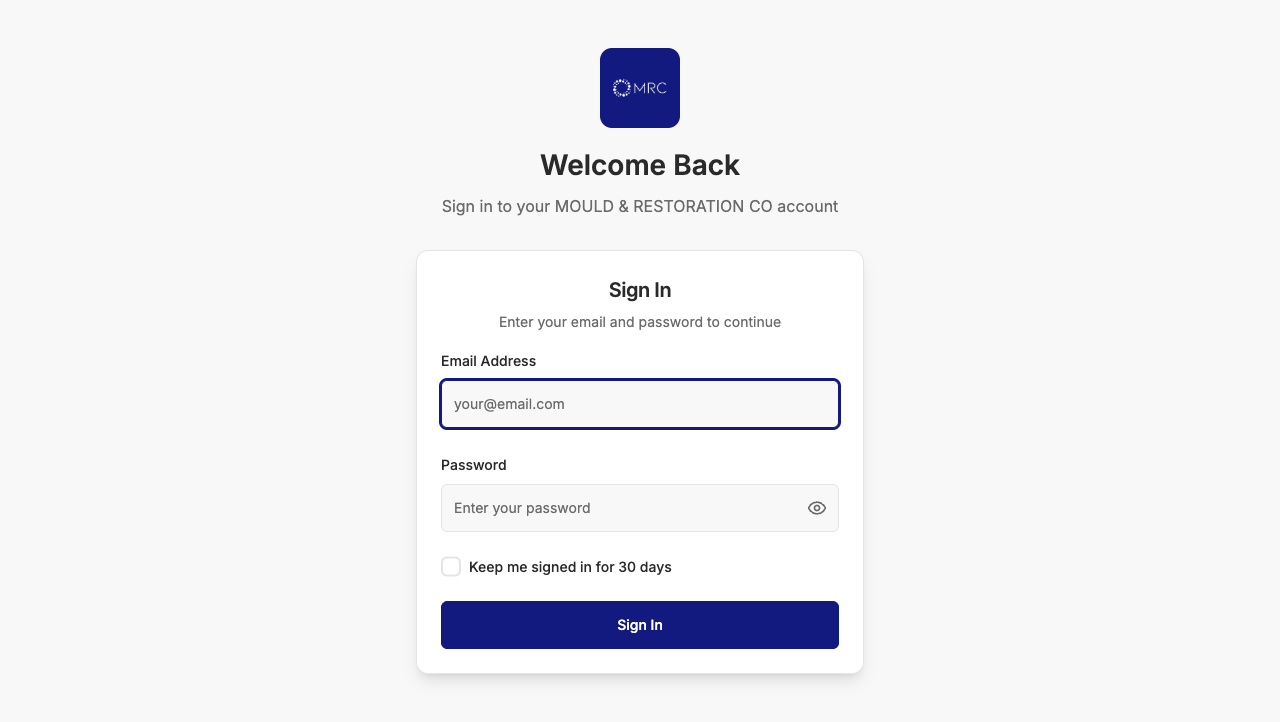 MRC
Welcome Back
Sign in to your MOULD & RESTORATION CO account
Sign In
Enter your email and password to continue
Email Address
your@email.com
Password
Enter your password
Keep me signed in for 30 days
Sign In